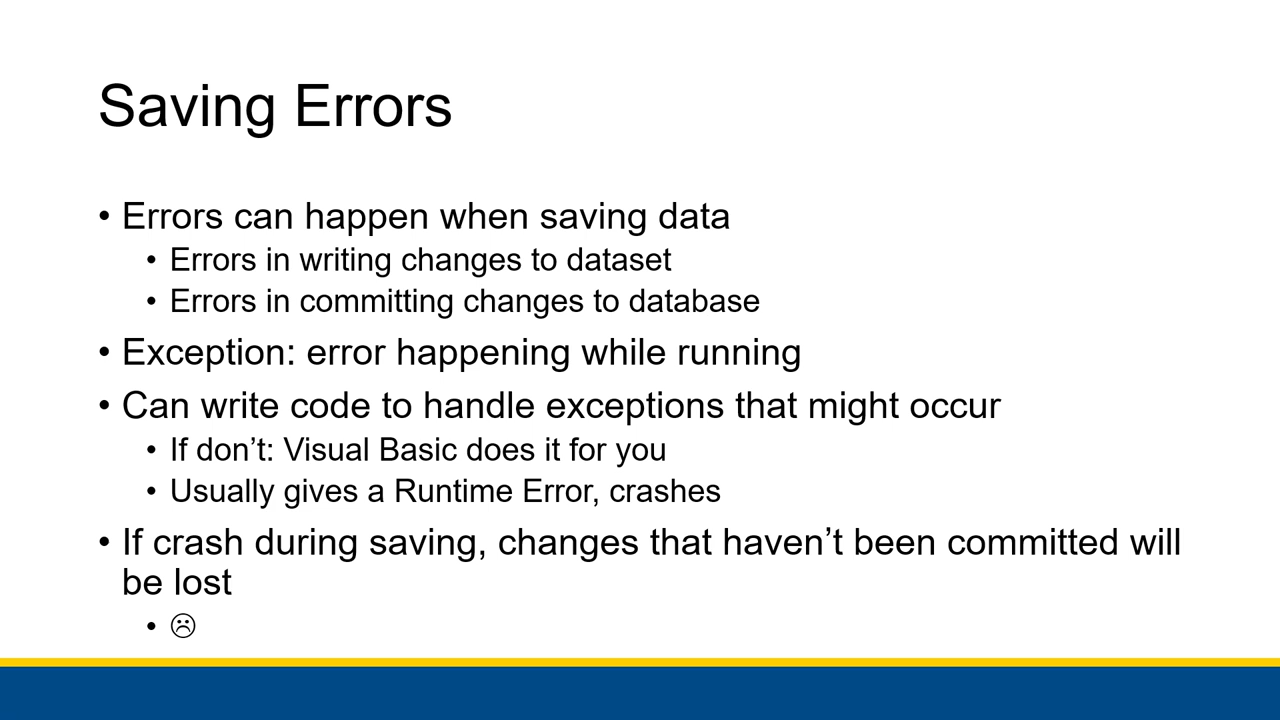 Saving Errors
• Errors can happen when saving data
• Errors in writing changes to dataset
• Errors in committing changes to database
• Exception: error happening while running
• Can write code to handle exceptions that might occur
• If don’t: Visual Basic does it for you
• Usually gives a Runtime Error, crashes
• If crash during saving, changes that haven’t been committed will
be lost
• ☹